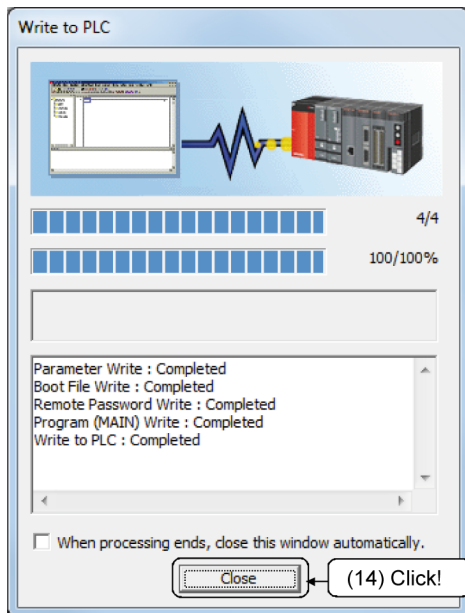 Write to PLC
4/4
100/100%
Parameter Write : Completed
Boot File Write : Completed
Remote Password Write : Completed
Program (MAIN) Write : Completed
Write to PLC : Completed
When processing ends, close this window automatically.
Close
(14) Click!